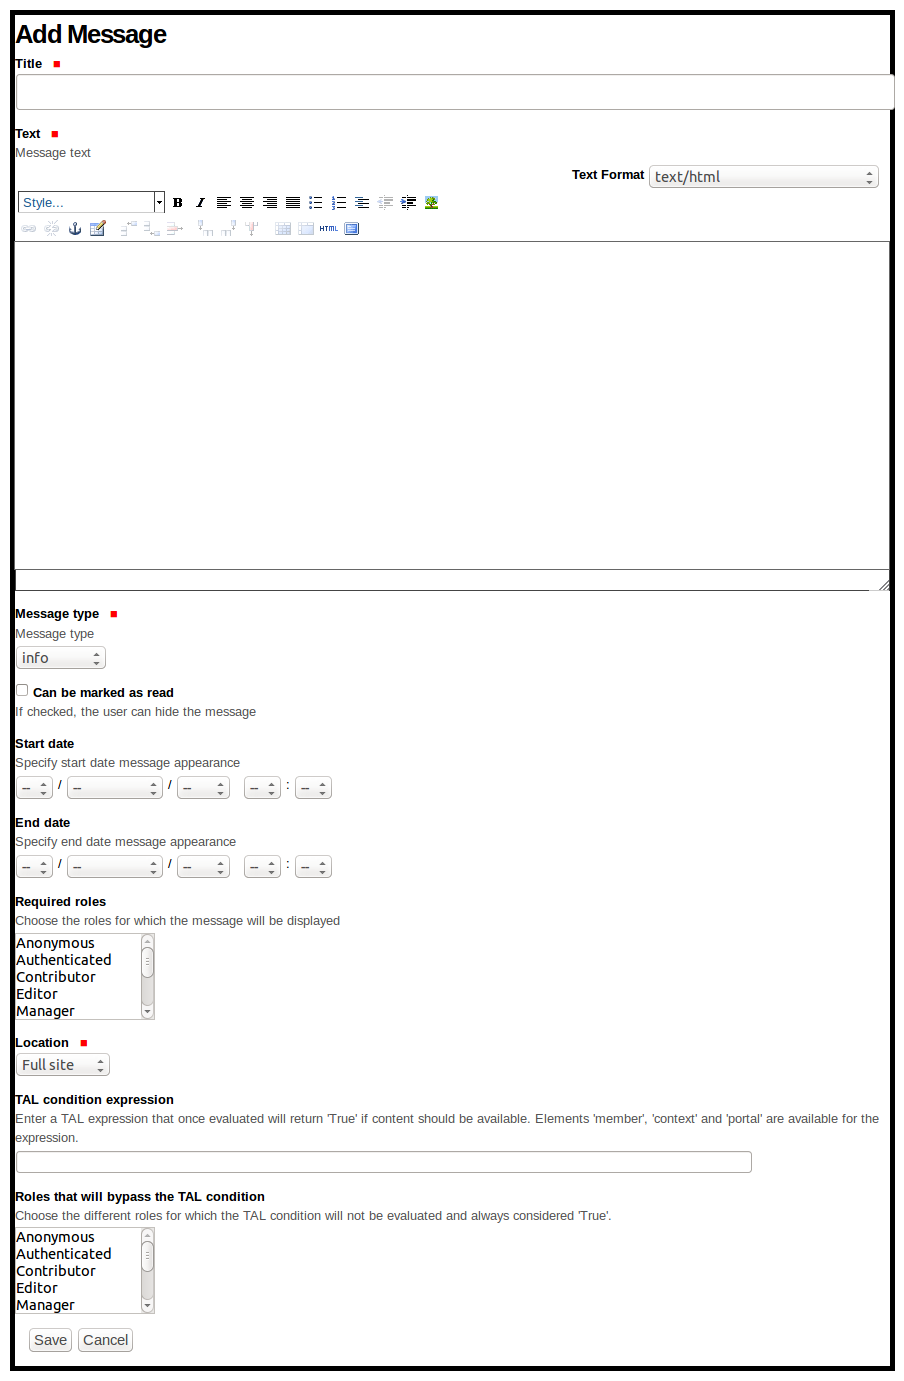 Add Message
Title
Text
Message text
Text Format text/html
Style... B I
HTML
Message type
Message type
info
Can be marked as read
If checked, the user can hide the message
Start date
Specify start date message appearance
-- / -- / -- -- : --
End date
Specify end date message appearance
-- / -- / -- -- : --
Required roles
Choose the roles for which the message will be displayed
Anonymous
Authenticated
Contributor
Editor
Manager
Location
Full site
TAL condition expression
Enter a TAL expression that once evaluated will return 'True' if content should be available. Elements 'member', 'context' and 'portal' are available for the
expression.
Roles that will bypass the TAL condition
Choose the different roles for which the TAL condition will not be evaluated and always considered 'True'.
Anonymous
Authenticated
Contributor
Editor
Manager
Save Cancel